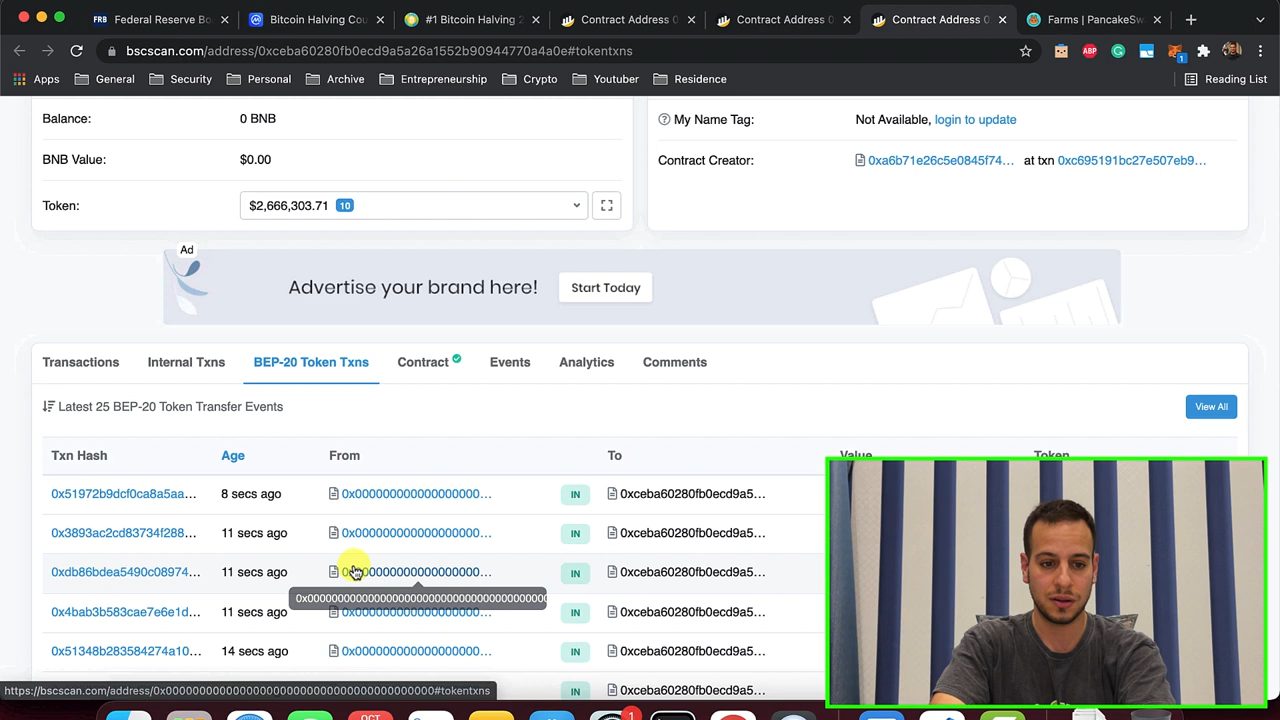 Federal Reserve Bo
Bitcoin Halving Cou
#1 Bitcoin Halving 2
Contract Address 0
Contract Address 0
Contract Address 0
Farms | PancakeSw
bscscan.com/address/0xceba60280fb0ecd9a5a26a1552b90944770a4a0e#tokentxns
Apps
General
Security
Personal
Archive
Entrepreneurship
Crypto
Youtuber
Residence
Reading List
Balance:
0 BNB
BNB Value:
$0.00
Token:
$2,666,303.71 10
My Name Tag:
Not Available, login to update
Contract Creator:
0xa6b71e26c5e0845f74... at txn 0xc695191bc27e507eb9...
Ad
Advertise your brand here!
Start Today
Transactions
Internal Txns
BEP-20 Token Txns
Contract
Events
Analytics
Comments
Latest 25 BEP-20 Token Transfer Events
View All
Txn Hash
Age
From
To
Value
Token
0x51972b9dcf0ca8a5aa... 8 secs ago 0x000000000000000000... IN 0xceba60280fb0ecd9a5...
0x3893ac2cd83734f288... 11 secs ago 0x000000000000000000... IN 0xceba60280fb0ecd9a5...
0xdb86bdea5490c08974... 11 secs ago 0x000000000000000000... IN 0xceba60280fb0ecd9a5...
0x4bab3b583cae7e6e1d... 11 secs ago 0x000000000000000000... IN 0xceba60280fb0ecd9a5...
0x51348b283584274a10... 14 secs ago 0x000000000000000000... IN 0xceba60280fb0ecd9a5...
IN 0xceba60280fb0ecd9a5...
https://bscscan.com/address/0x0000000000000000000000000000000000000000#tokentxns
OCT